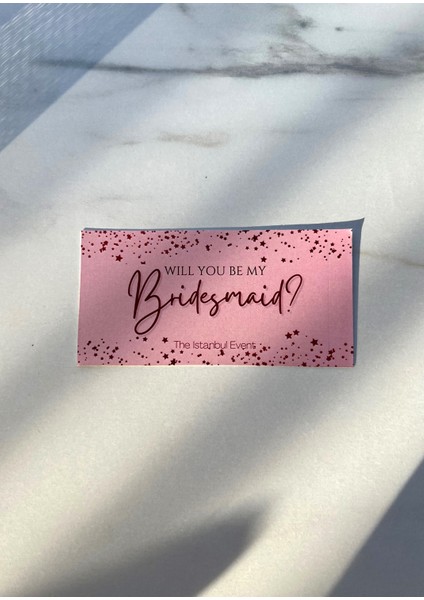 WILL YOU BE MY
Bridesmaid?
The Istanbul Event